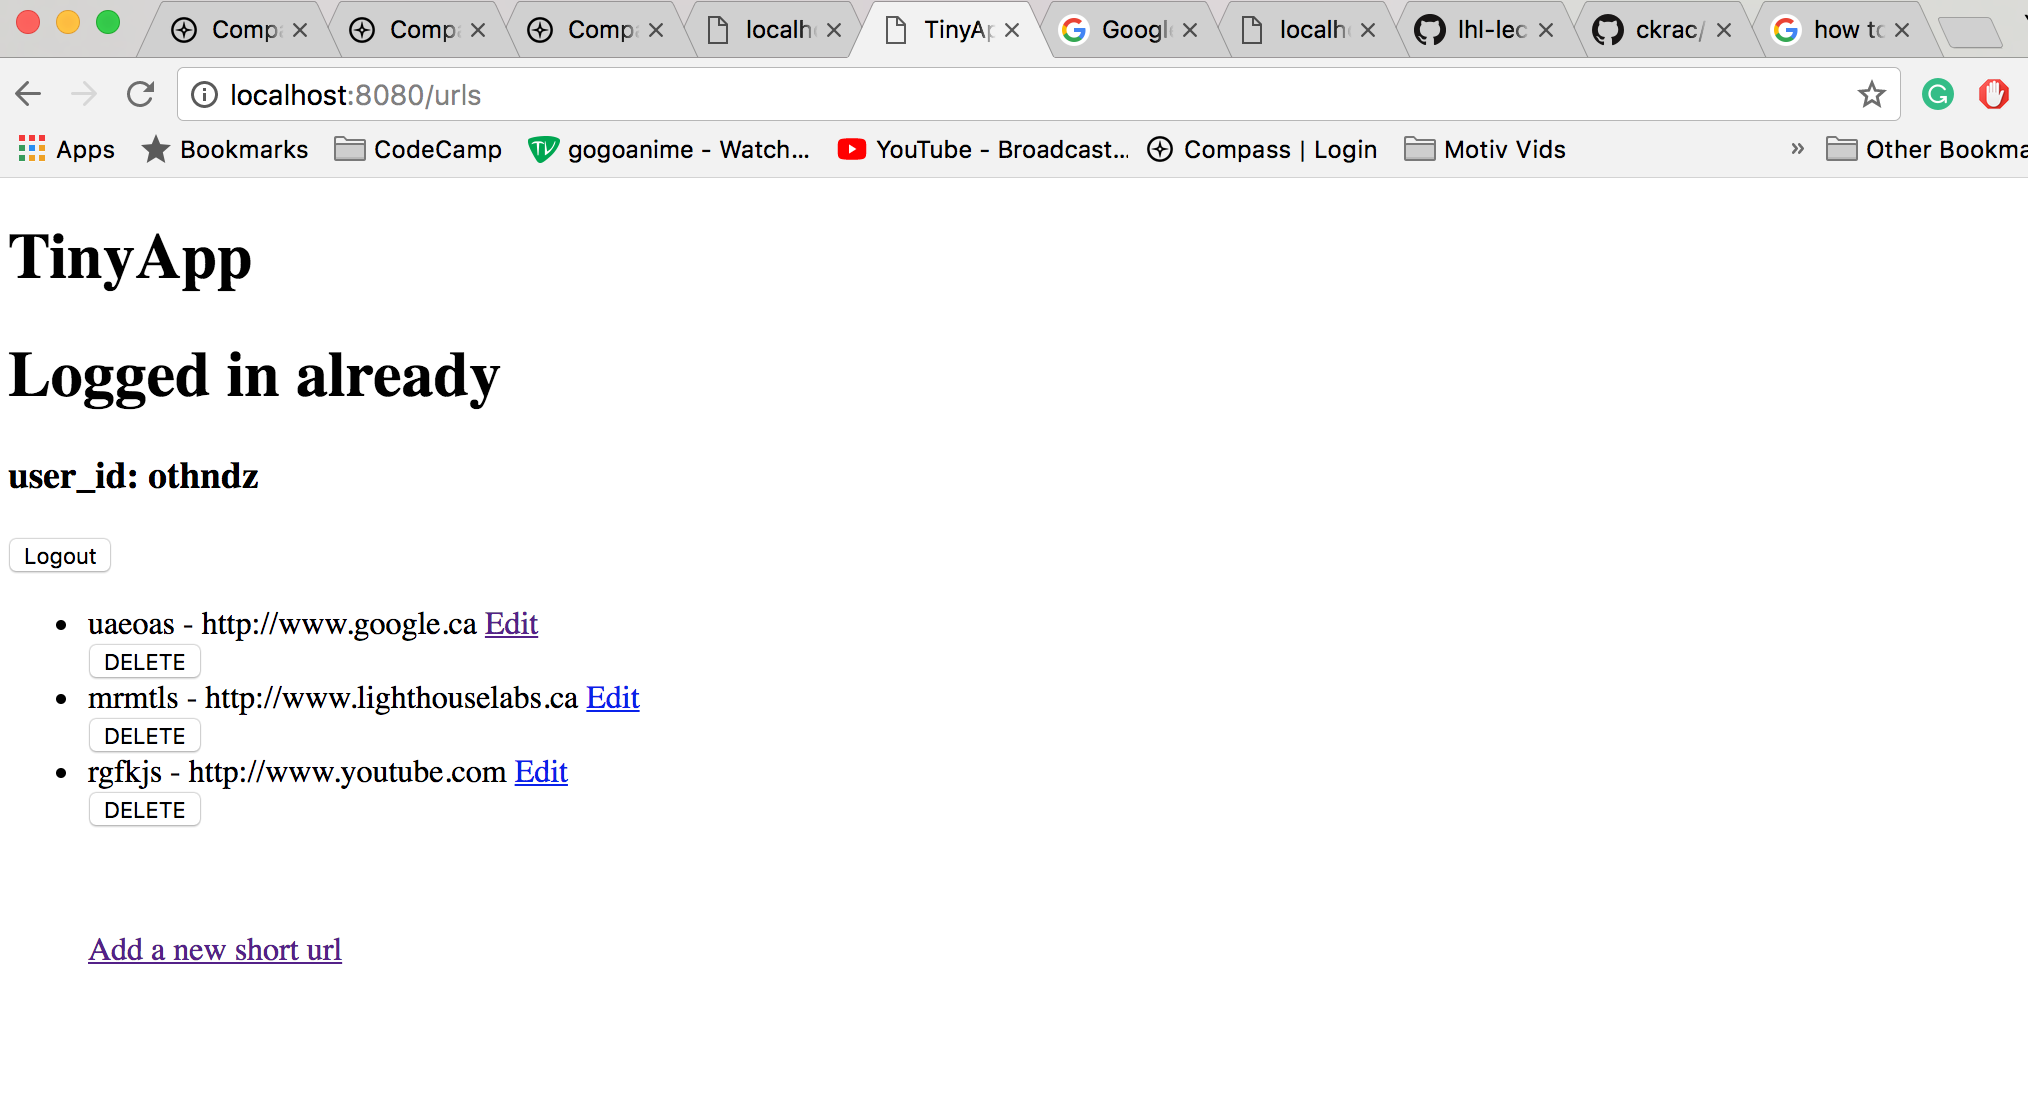 Comp Comp Comp localh TinyAp Googl localh lhl-lec ckrac/ how to
localhost:8080/urls
Apps Bookmarks CodeCamp gogoanime - Watch... YouTube - Broadcast... Compass | Login Motiv Vids » Other Bookma
TinyApp
Logged in already
user_id: othndz
Logout
uaeoas - http://www.google.ca Edit
DELETE
mrmtls - http://www.lighthouselabs.ca Edit
DELETE
rgfkjs - http://www.youtube.com Edit
DELETE
Add a new short url